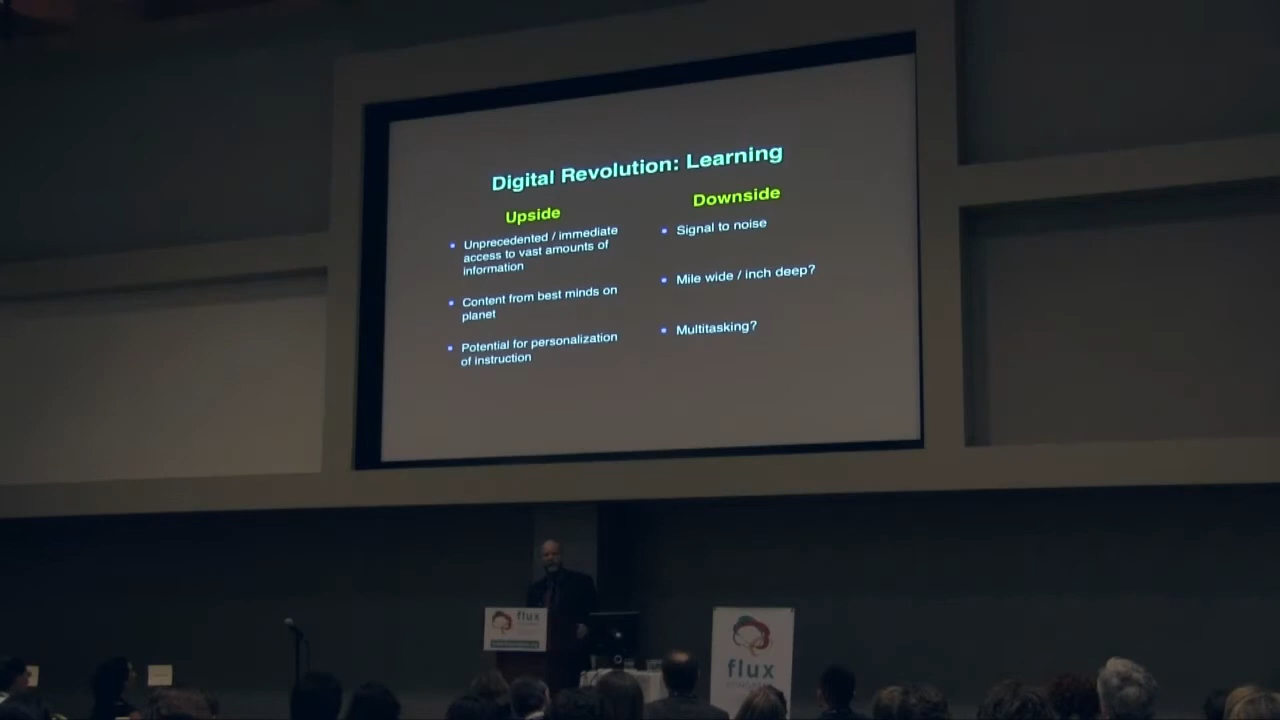 Digital Revolution: Learning
Upside
Unprecedented / immediate
access to vast amounts of
information
Content from best minds on
planet
Potential for personalization
of instruction
Downside
Signal to noise
Mile wide / inch deep?
Multitasking?
flux
flux